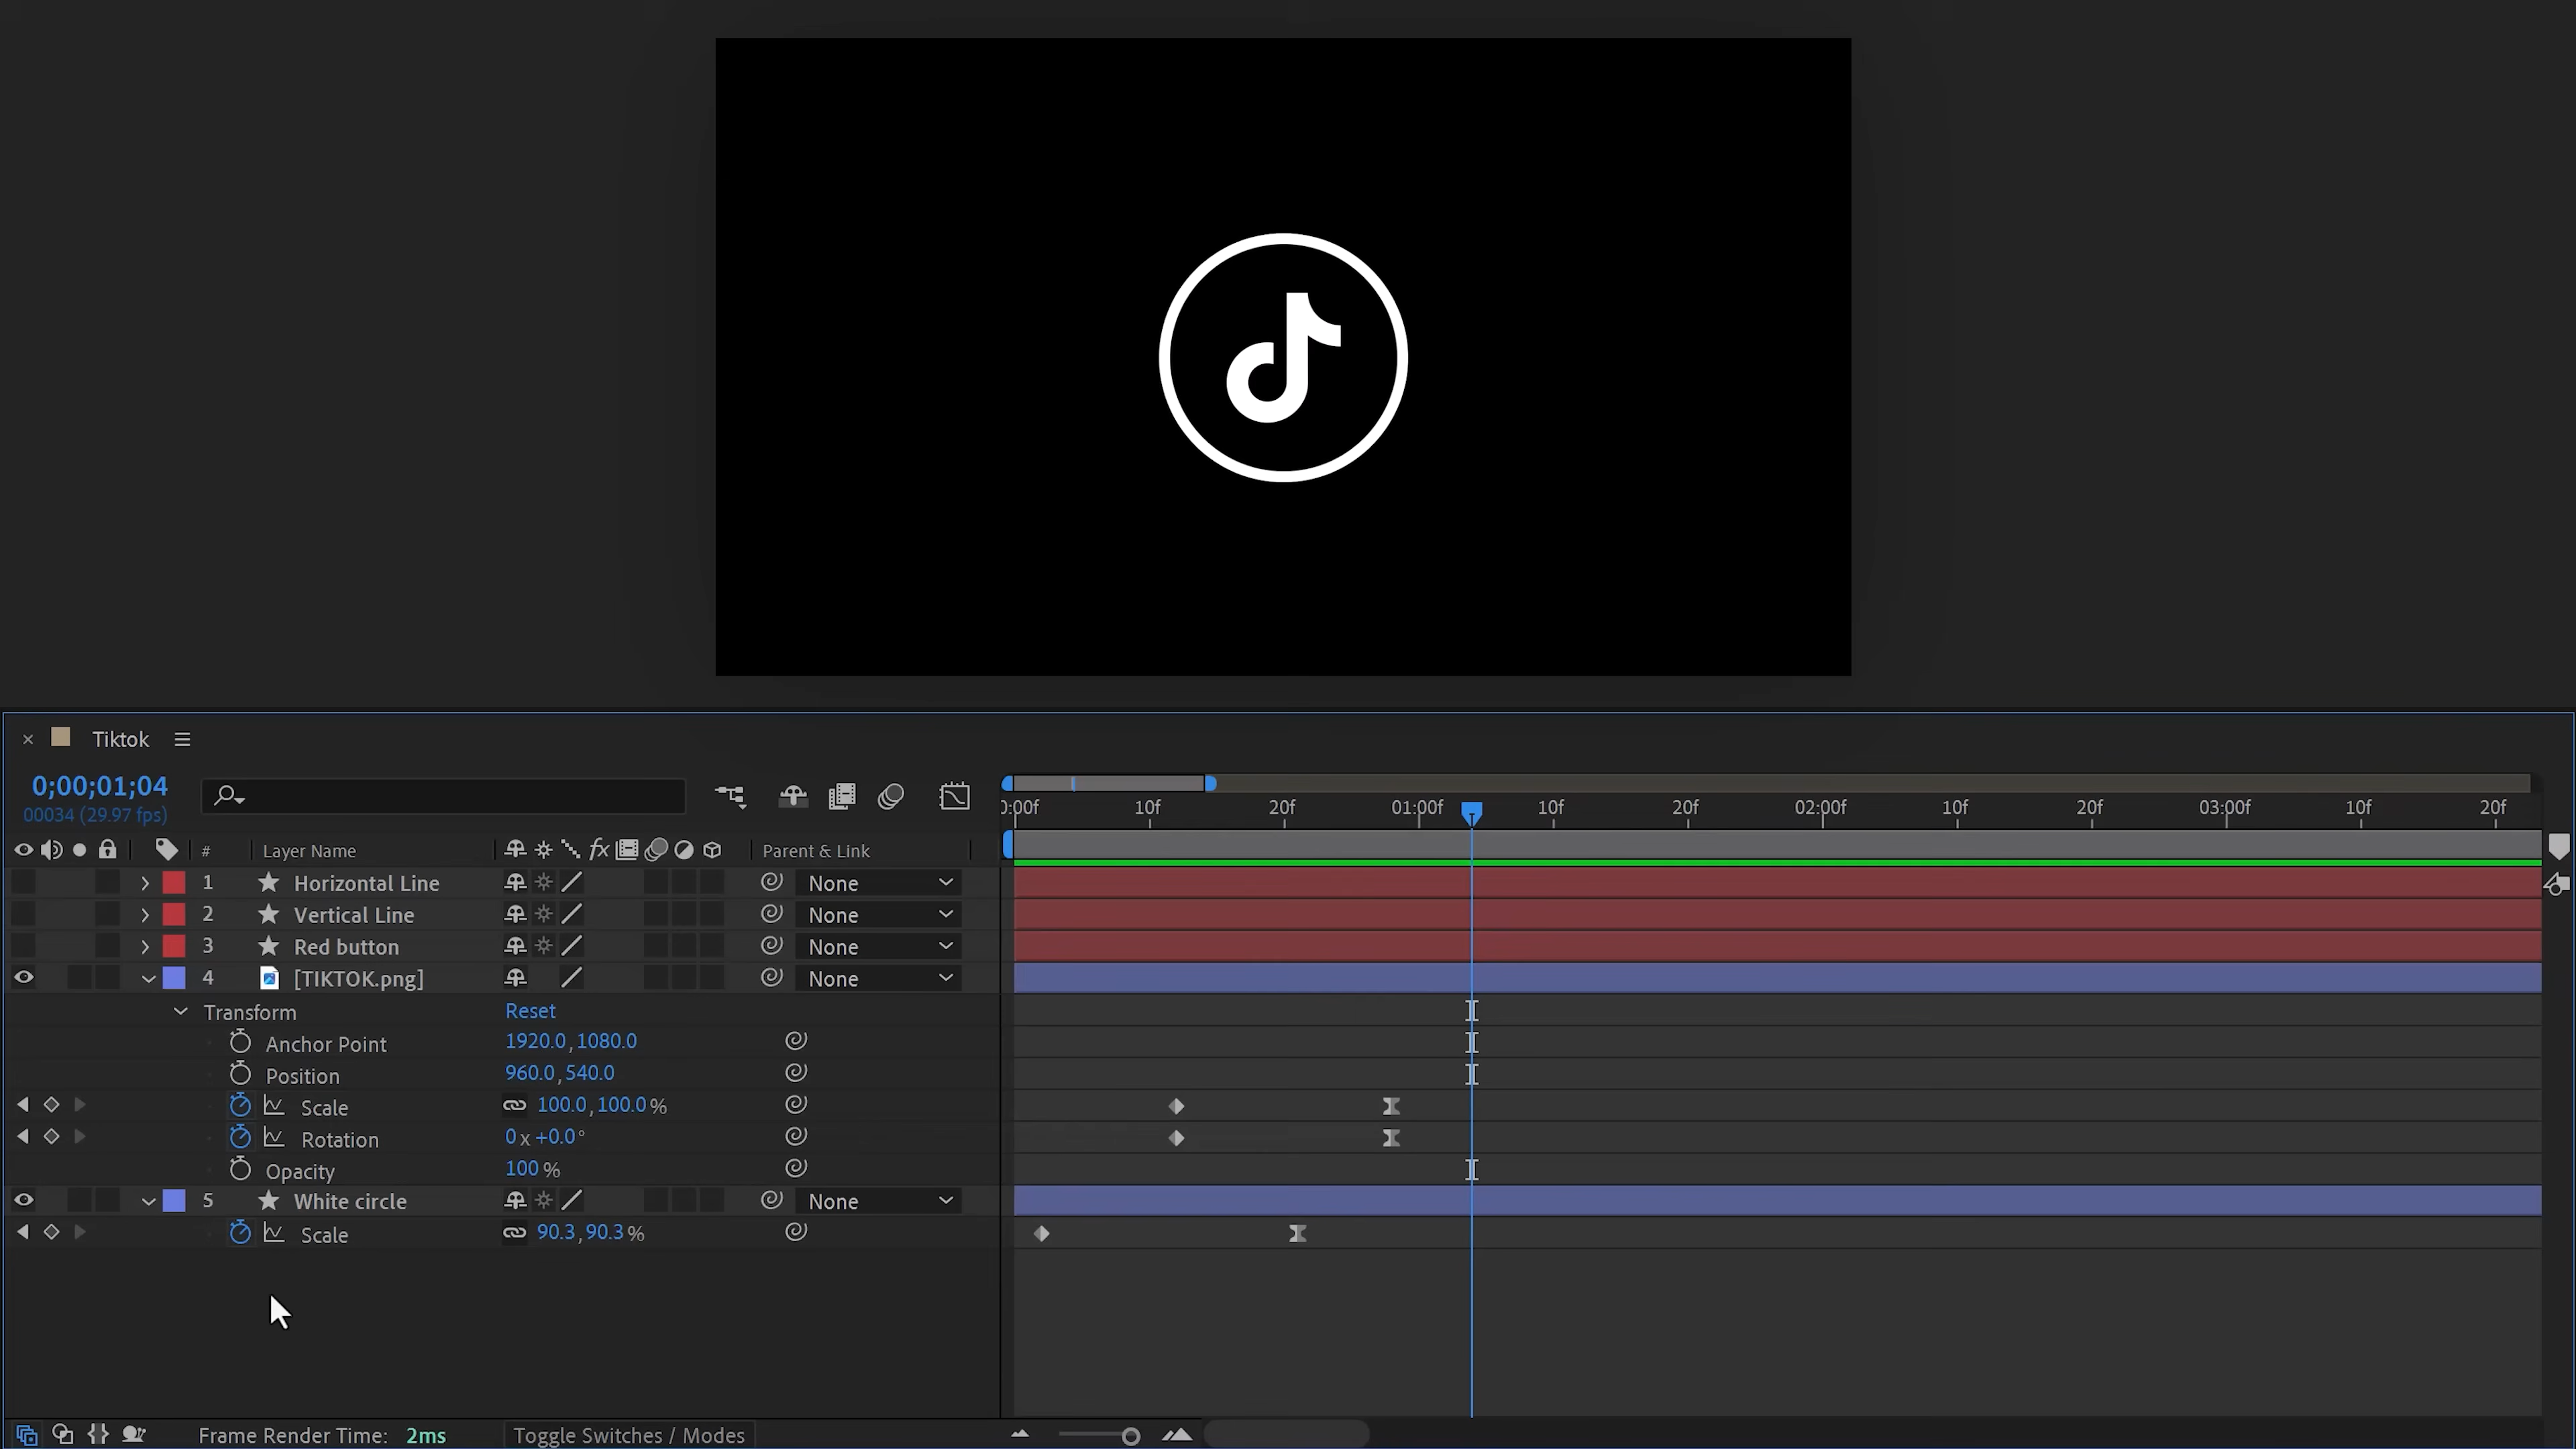 Tiktok
0;00;01;04
00034 (29.97 fps)
0:00f 10f 20f 01:00f 10f 20f 02:00f 10f 20f 03:00f 10f 20f
# Layer Name fx Parent & Link
1 Horizontal Line None
2 Vertical Line None
3 Red button None
4 [TIKTOK.png] None
Transform Reset
Anchor Point 1920.0, 1080.0
Position 960.0, 540.0
Scale 100.0, 100.0 %
Rotation 0 x +0.0 °
Opacity 100 %
5 White circle None
Scale 90.3, 90.3 %
Frame Render Time: 2ms Toggle Switches / Modes